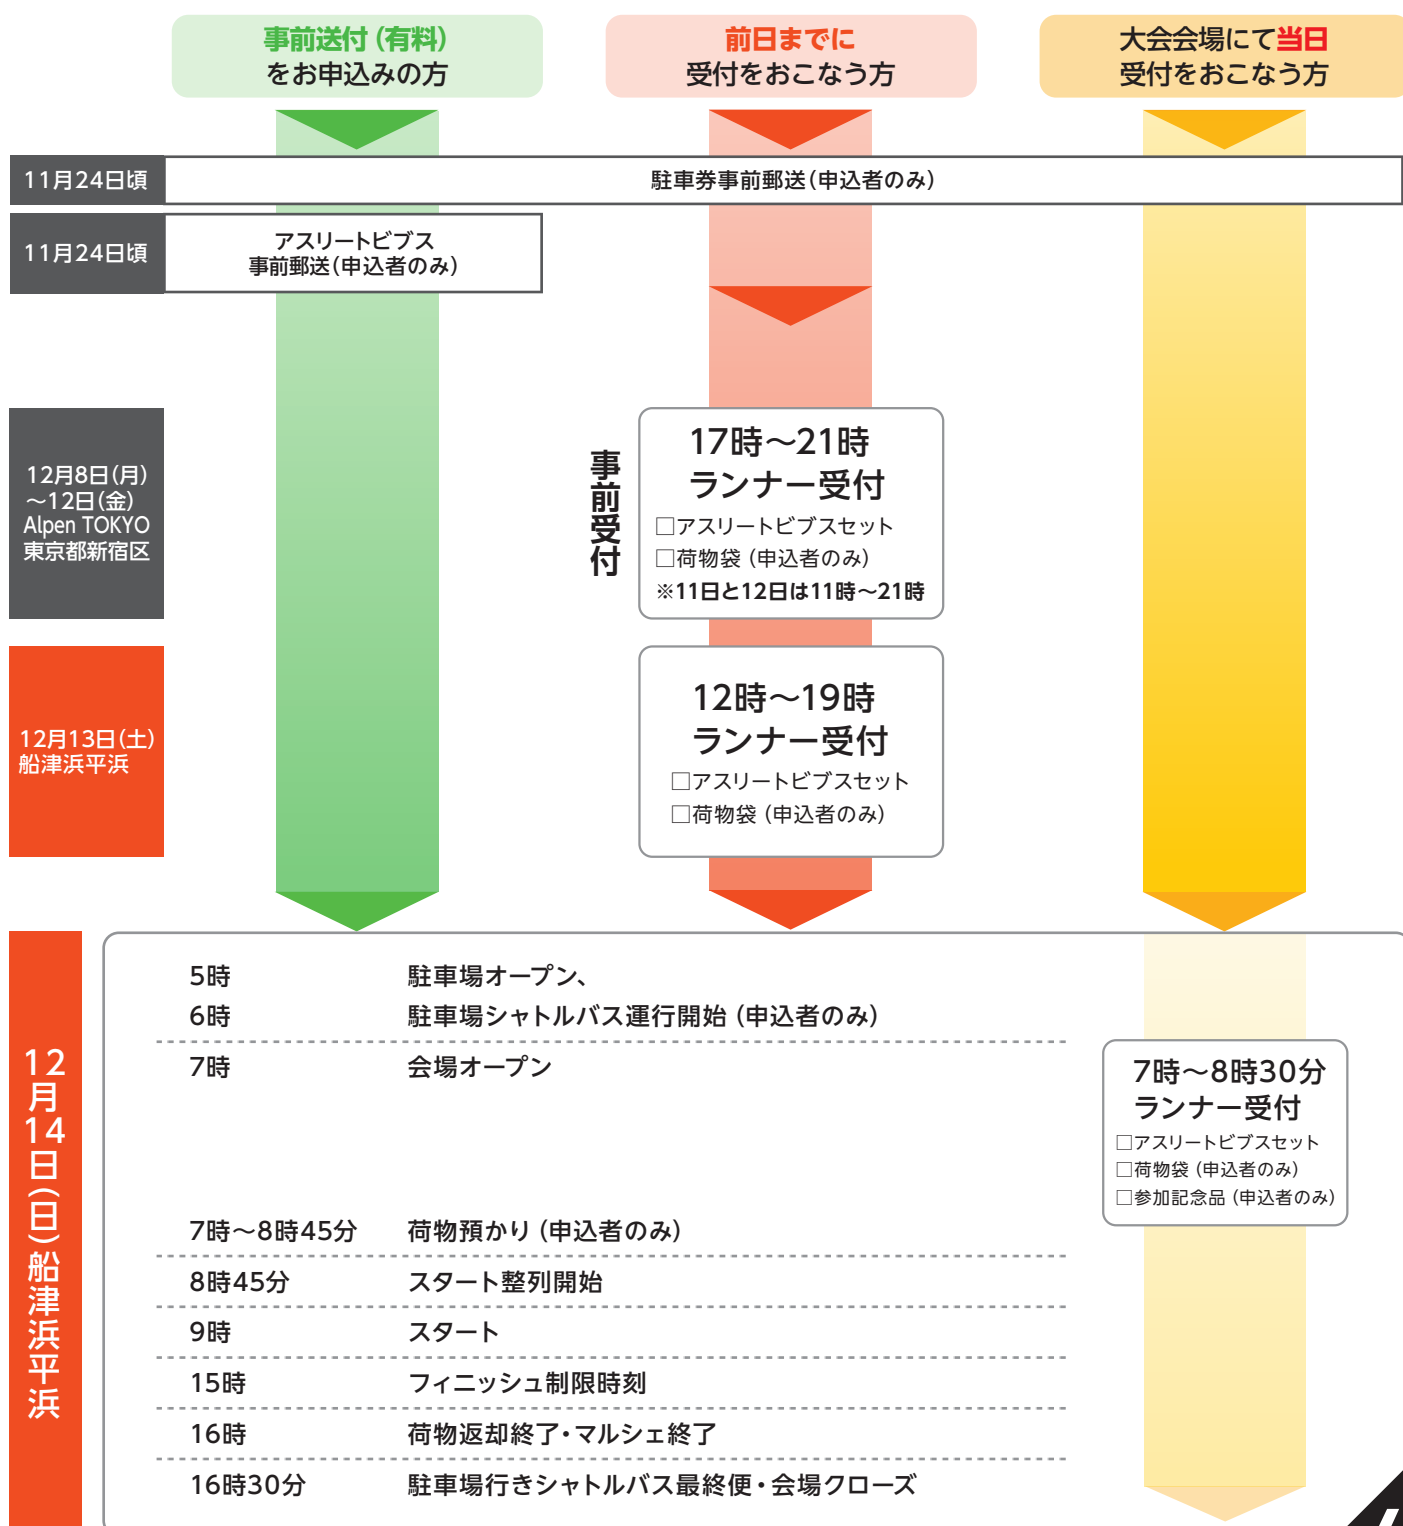 事前送付（有料）
をお申込みの方
前日までに
受付をおこなう方
大会会場にて当日
受付をおこなう方
11月24日頃
駐車券事前郵送（申込者のみ）
11月24日頃
アスリートビブス
事前郵送（申込者のみ）
12月8日（月）
～12日（金）
Alpen TOKYO
東京都新宿区
事前受付
17時～21時
ランナー受付
□アスリートビブスセット
□荷物袋（申込者のみ）
※11日と12日は11時～21時
12月13日（土）
船津浜平浜
12時～19時
ランナー受付
□アスリートビブスセット
□荷物袋（申込者のみ）
12月14日（日）船津浜平浜
5時 駐車場オープン、
6時 駐車場シャトルバス運行開始（申込者のみ）
7時 会場オープン
7時～8時30分
ランナー受付
□アスリートビブスセット
□荷物袋（申込者のみ）
□参加記念品（申込者のみ）
7時～8時45分 荷物預かり（申込者のみ）
8時45分 スタート整列開始
9時 スタート
15時 フィニッシュ制限時刻
16時 荷物返却終了・マルシェ終了
16時30分 駐車場行きシャトルバス最終便・会場クローズ